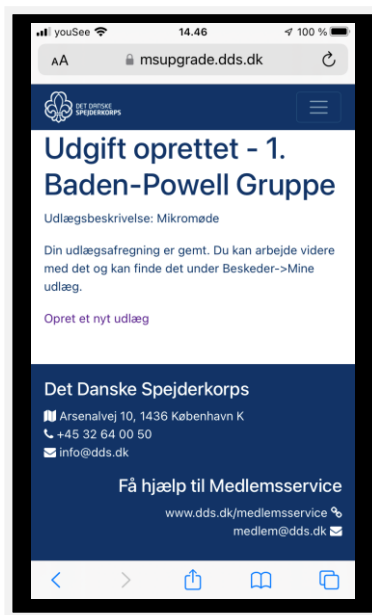 youSee 14.46 100 %
AA msupgrade.dds.dk
DET DANSKE
SPEJDERKORPS
Udgift oprettet - 1.
Baden-Powell Gruppe
Udlægsbeskrivelse: Mikromøde
Din udlægsafregning er gemt. Du kan arbejde videre
med det og kan finde det under Beskeder->Mine
udlæg.
Opret et nyt udlæg
Det Danske Spejderkorps
Arsenalvej 10, 1436 København K
+45 32 64 00 50
info@dds.dk
Få hjælp til Medlemsservice
www.dds.dk/medlemsservice
medlem@dds.dk